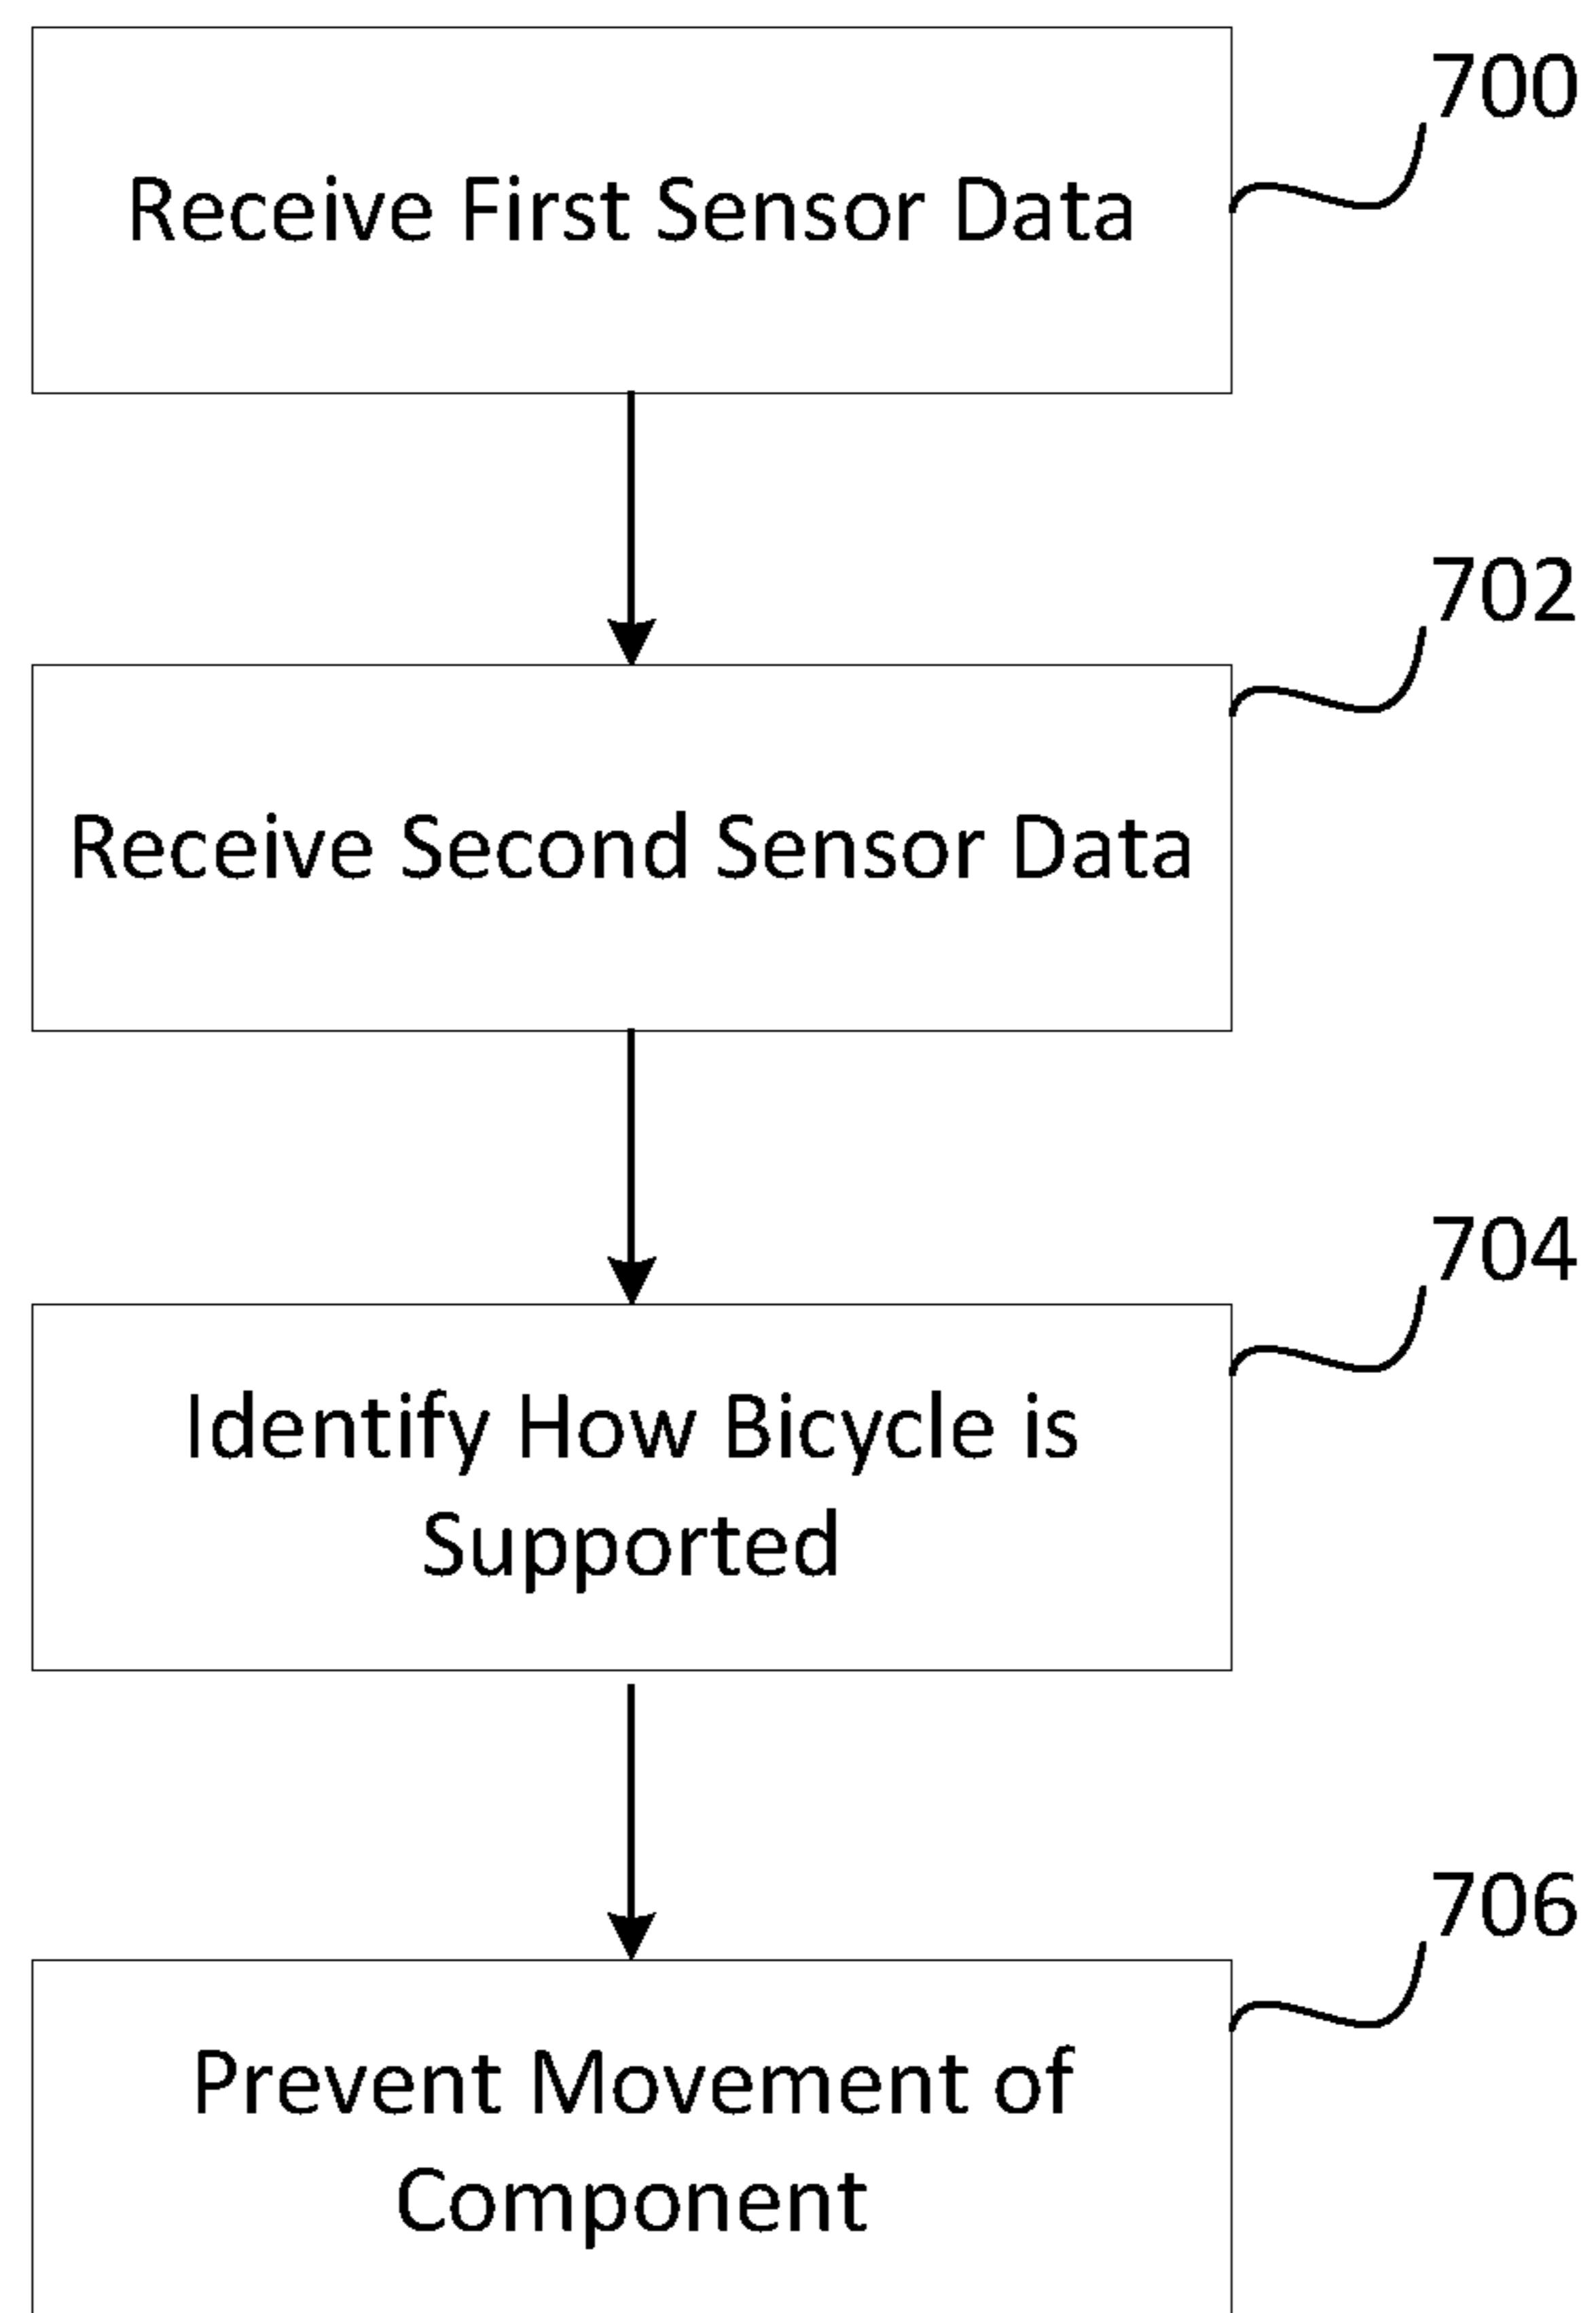 700
Receive First Sensor Data
702
Receive Second Sensor Data
704
Identify How Bicycle is
Supported
706
Prevent Movement of
Component